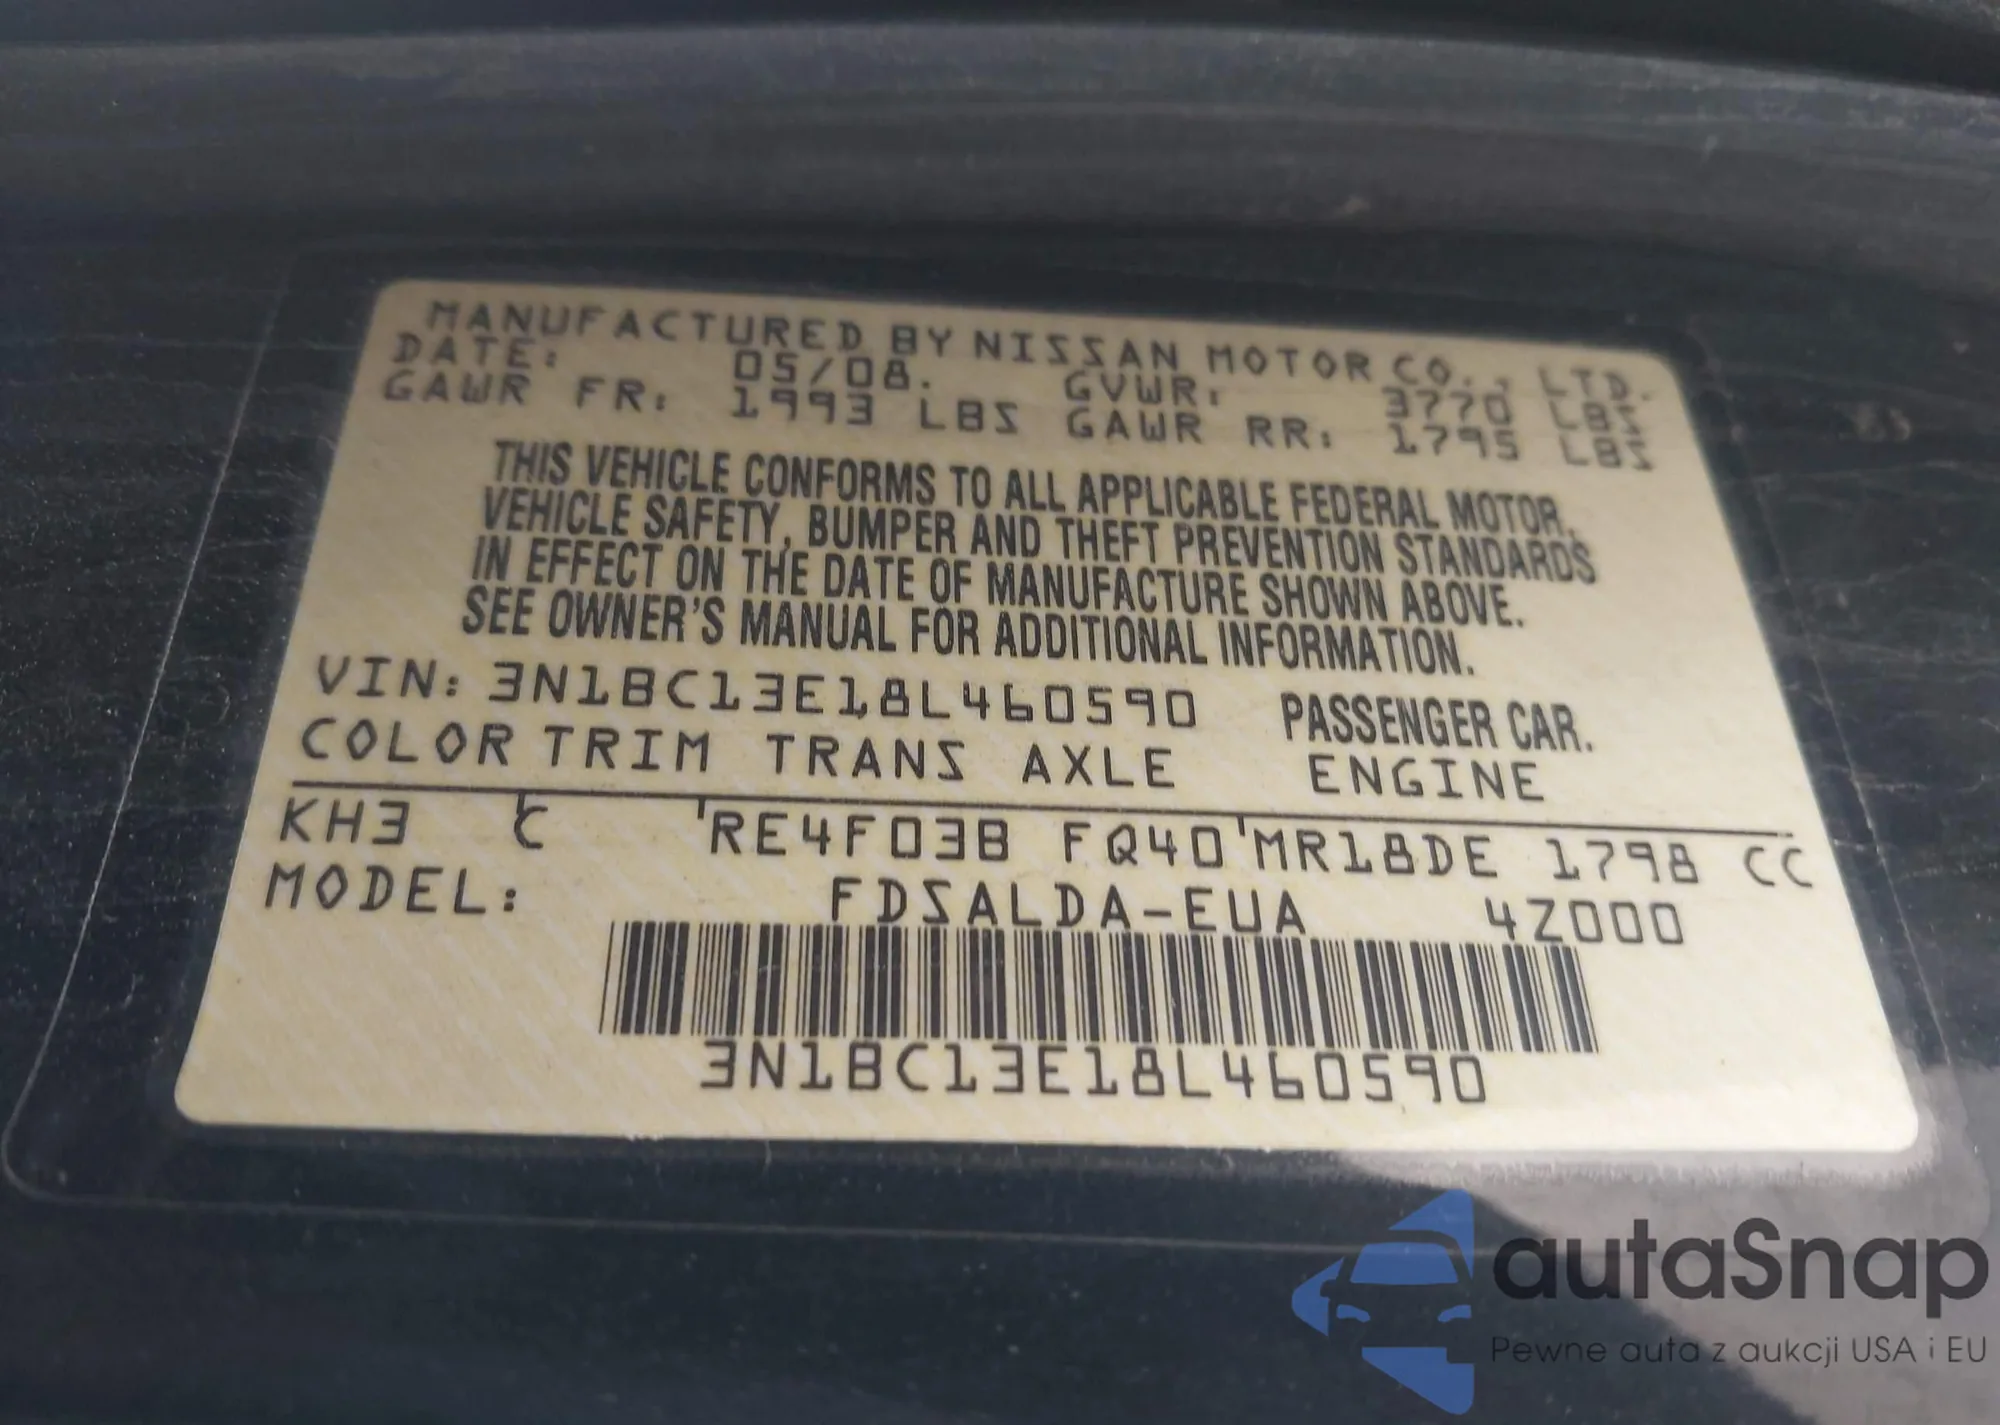 MANUFACTURED BY NISSAN MOTOR CO., LTD.
DATE: 05/08. GVWR: 3770 LBS
GAWR FR: 1993 LBS GAWR RR: 1795 LBS
THIS VEHICLE CONFORMS TO ALL APPLICABLE FEDERAL MOTOR
VEHICLE SAFETY, BUMPER AND THEFT PREVENTION STANDARDS
IN EFFECT ON THE DATE OF MANUFACTURE SHOWN ABOVE.
SEE OWNER'S MANUAL FOR ADDITIONAL INFORMATION.
VIN: 3N1BC13E18L460590 PASSENGER CAR.
COLOR TRIM TRANS AXLE ENGINE
KH3 C RE4F03B FQ40 MR18DE 1798 CC
MODEL: FDSALDA-EUA 4Z000
3N1BC13E18L460590
autaSnap
Pewne auta z aukcji USA i EU